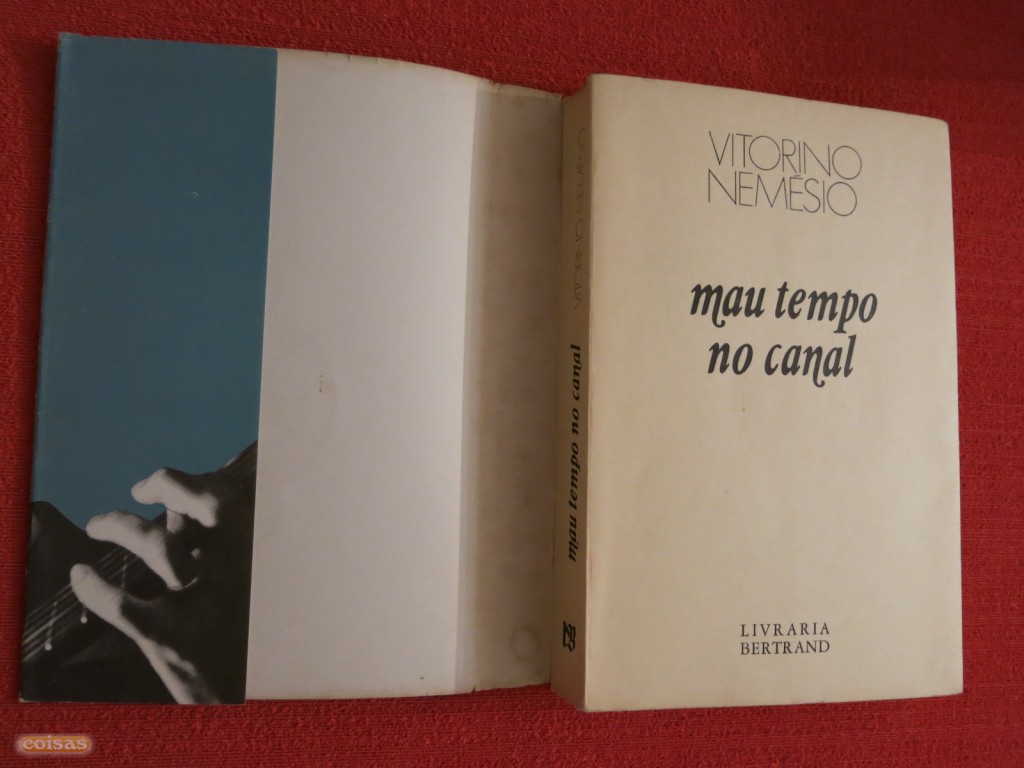 VITORINO
NEMÉSIO
mau tempo
no canal
LIVRARIA
BERTRAND
mau tempo no canal
coisas